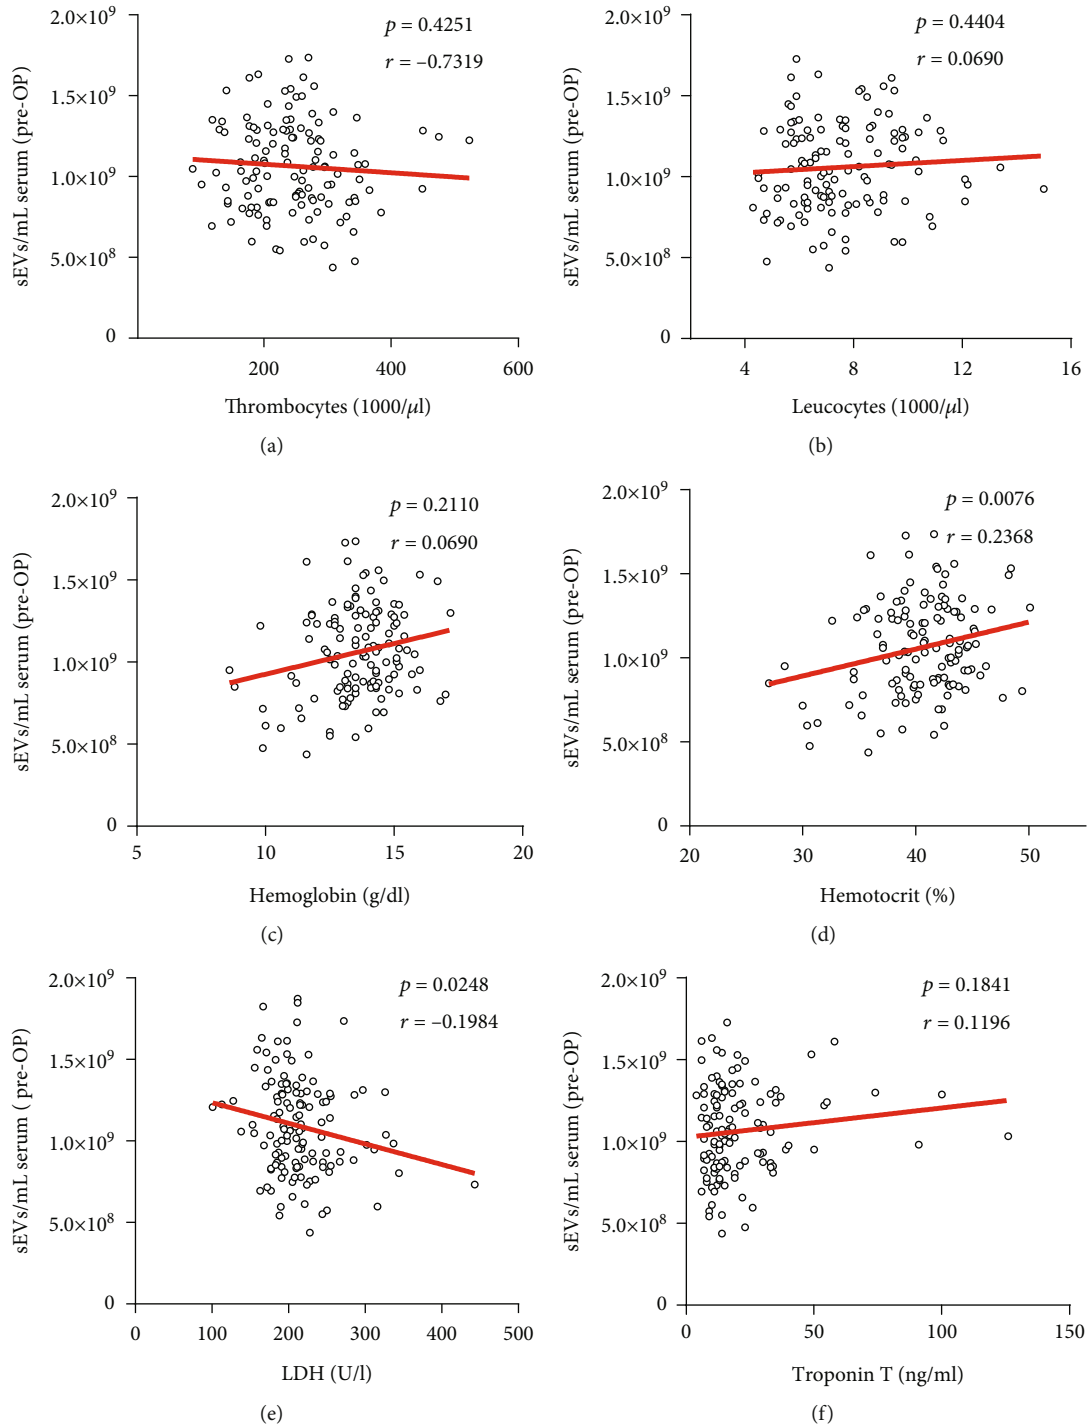 2.0×10⁹
1.5×10⁹
1.0×10⁹
5.0×10⁸
0
200
400
600
sEVs/mL serum (pre-OP)
p = 0.4251
r = –0.7319
Thrombocytes (1000/μl)
(a)
2.0×10⁹
1.5×10⁹
1.0×10⁹
5.0×10⁸
0
4
8
12
16
sEVs/mL serum (pre-OP)
p = 0.4404
r = 0.0690
Leucocytes (1000/μl)
(b)
2.0×10⁹
1.5×10⁹
1.0×10⁹
5.0×10⁸
0
5
10
15
20
sEVs/mL serum (pre-OP)
p = 0.2110
r = 0.0690
Hemoglobin (g/dl)
(c)
2.0×10⁹
1.5×10⁹
1.0×10⁹
5.0×10⁸
0
20
30
40
50
sEVs/mL serum (pre-OP)
p = 0.0076
r = 0.2368
Hemotocrit (%)
(d)
2.0×10⁹
1.5×10⁹
1.0×10⁹
5.0×10⁸
0
0
100
200
300
400
500
sEVs/mL serum ( pre-OP)
p = 0.0248
r = –0.1984
LDH (U/l)
(e)
2.0×10⁹
1.5×10⁹
1.0×10⁹
5.0×10⁸
0
0
50
100
150
sEVs/mL serum (pre-OP)
p = 0.1841
r = 0.1196
Troponin T (ng/ml)
(f)